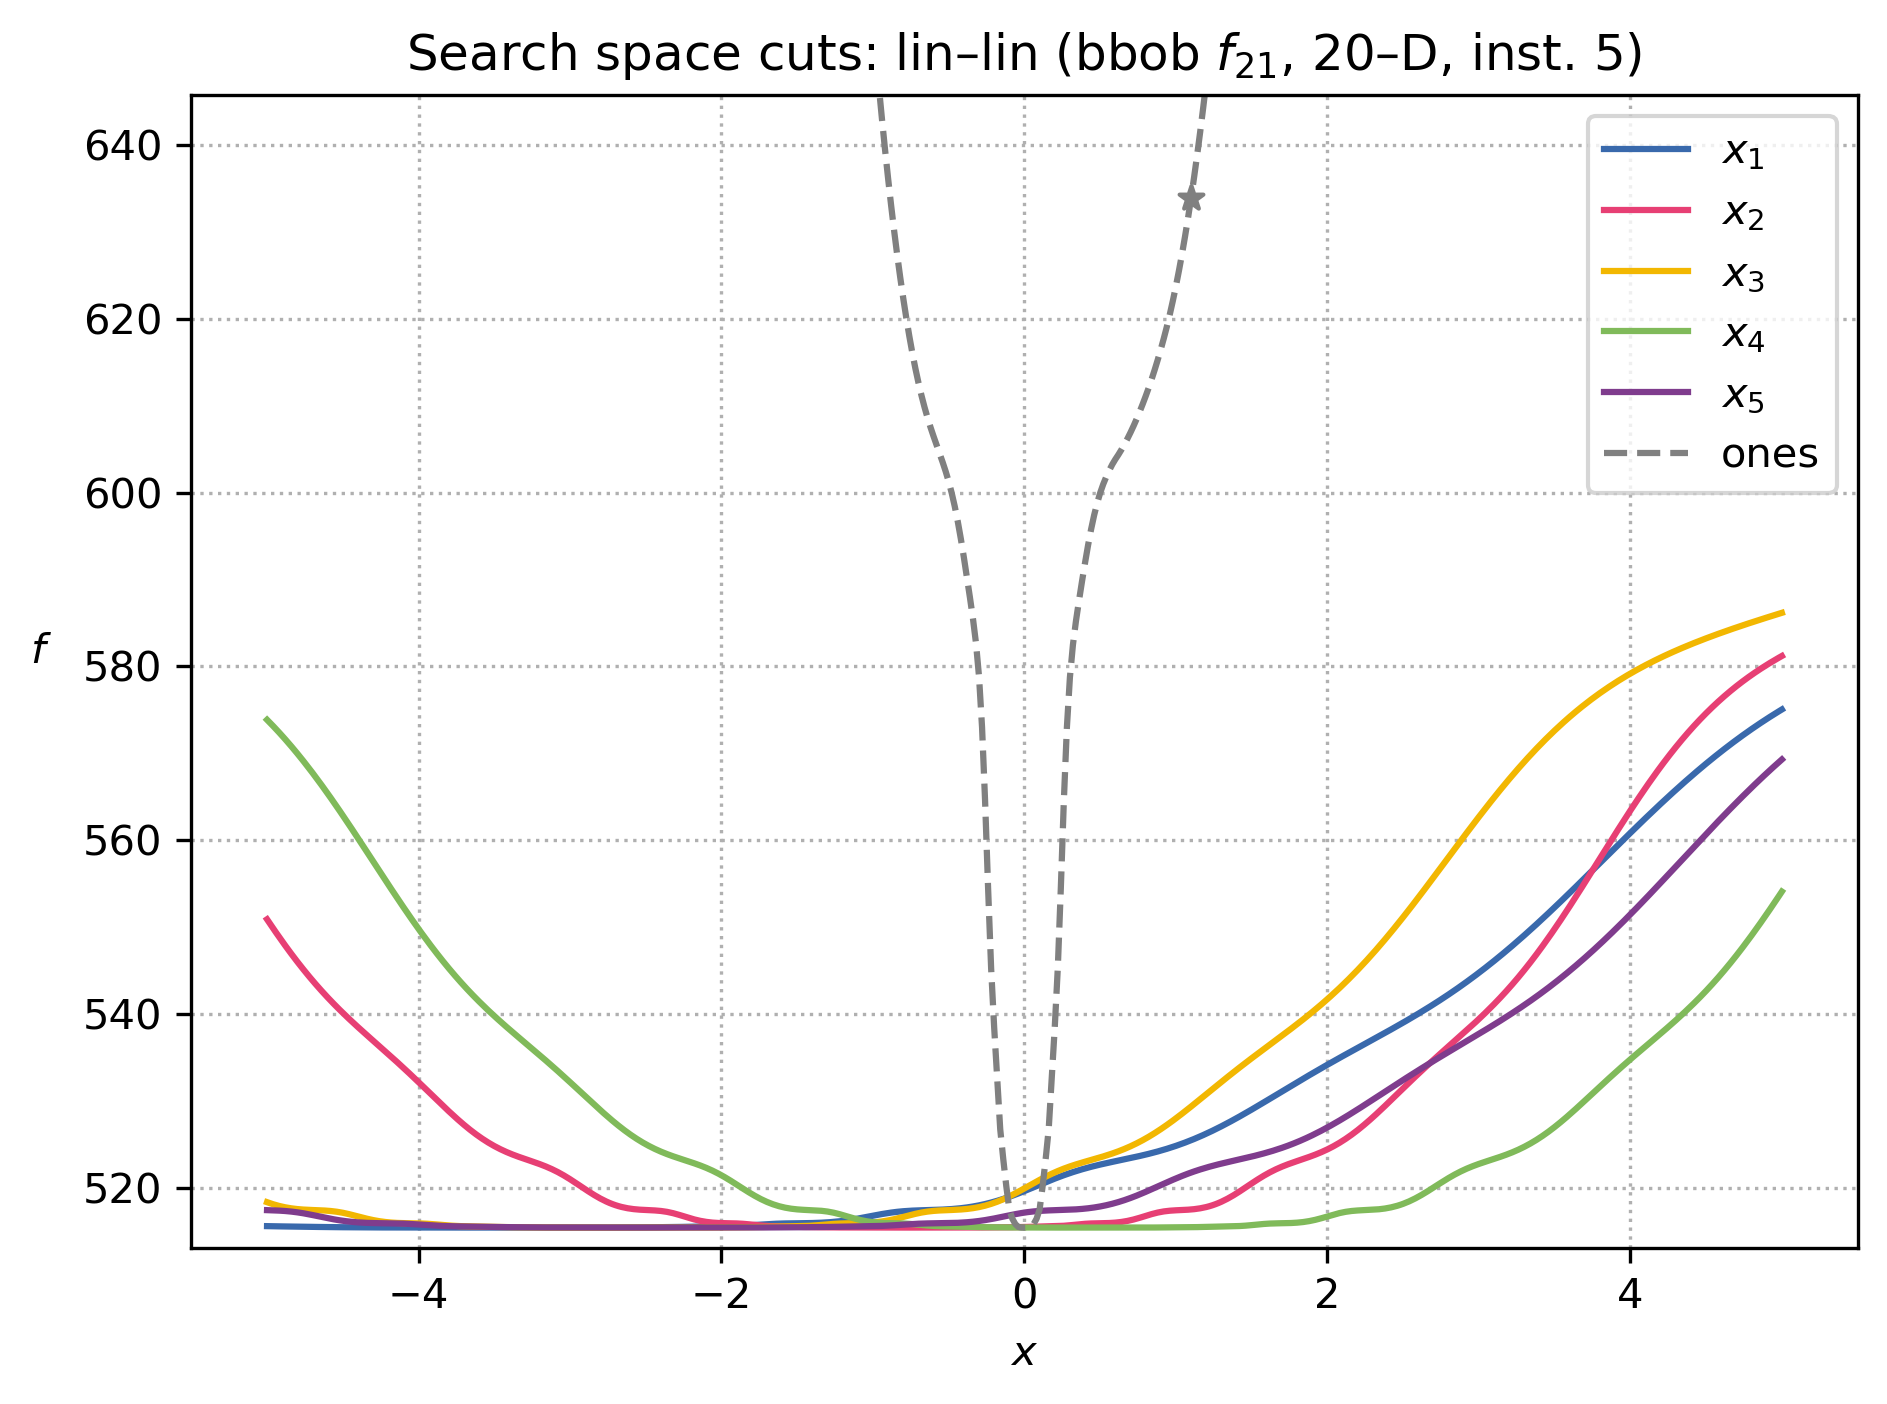 Search space cuts: lin–lin (bbob f₂₁, 20–D, inst. 5)
640
620
600
580
560
540
520
f
−4
−2
0
2
4
x
x₁
x₂
x₃
x₄
x₅
ones